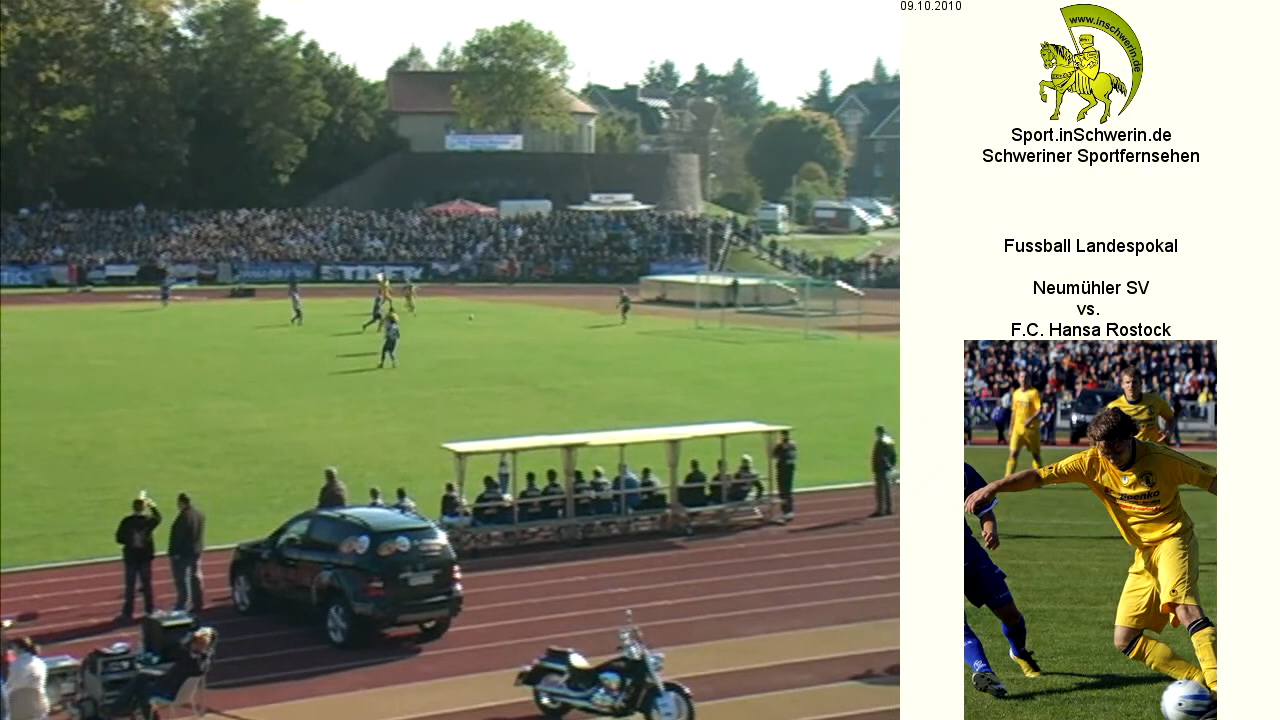 09.10.2010
www.inschwerin.de
Sport.inSchwerin.de
Schweriner Sportfernsehen
Fussball Landespokal
Neumühler SV
vs.
F.C. Hansa Rostock